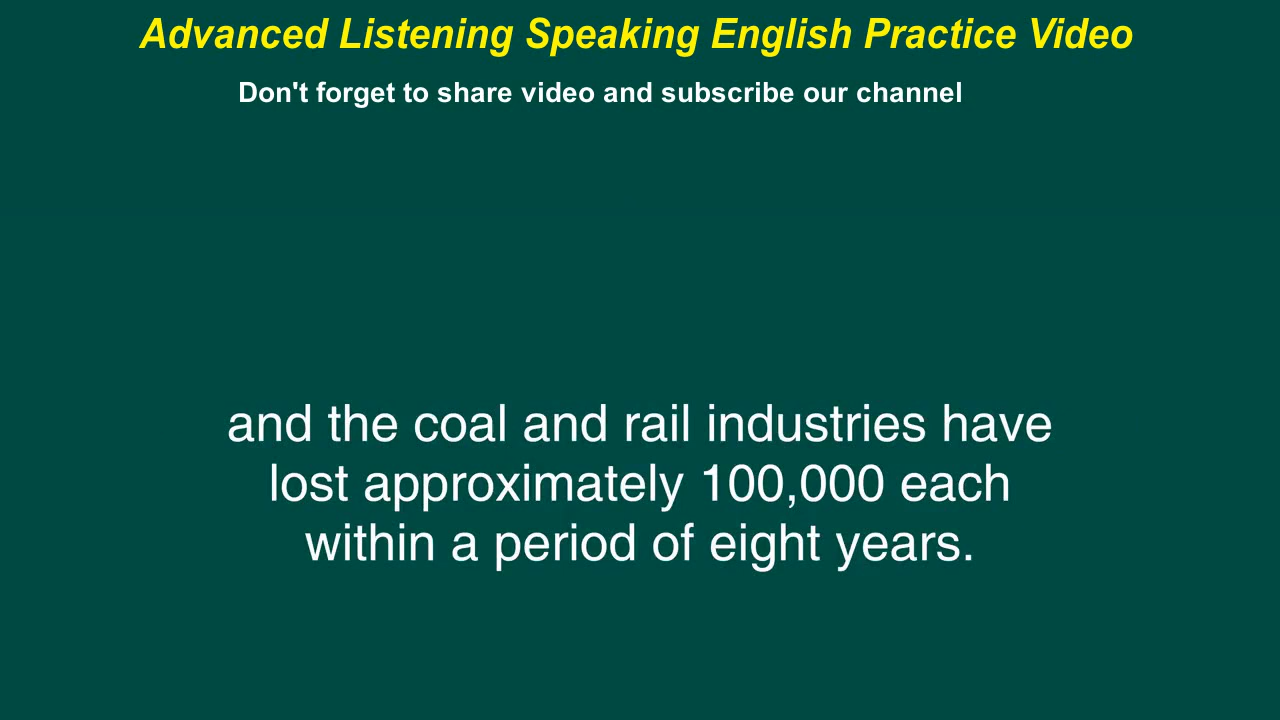 Advanced Listening Speaking English Practice Video
Don't forget to share video and subscribe our channel
and the coal and rail industries have
lost approximately 100,000 each
within a period of eight years.